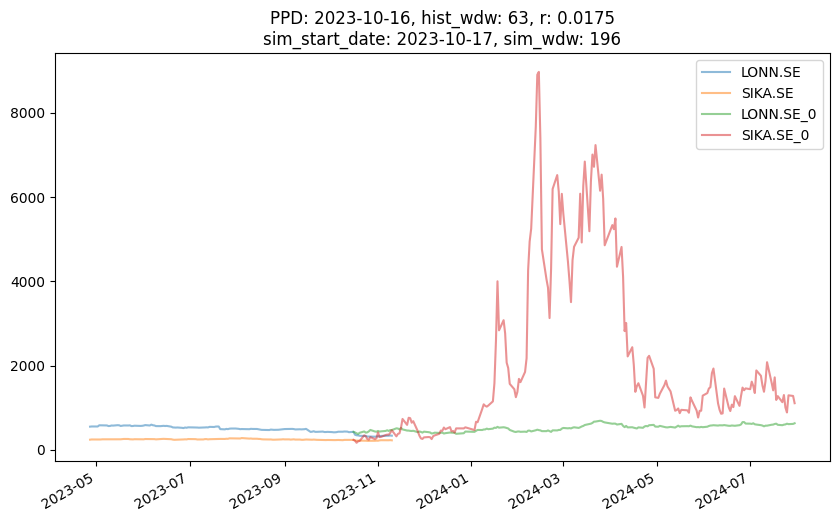 PPD: 2023-10-16, hist_wdw: 63, r: 0.0175
sim_start_date: 2023-10-17, sim_wdw: 196
LONN.SE
SIKA.SE
LONN.SE_0
SIKA.SE_0
8000
6000
4000
2000
0
2023-05
2023-07
2023-09
2023-11
2024-01
2024-03
2024-05
2024-07